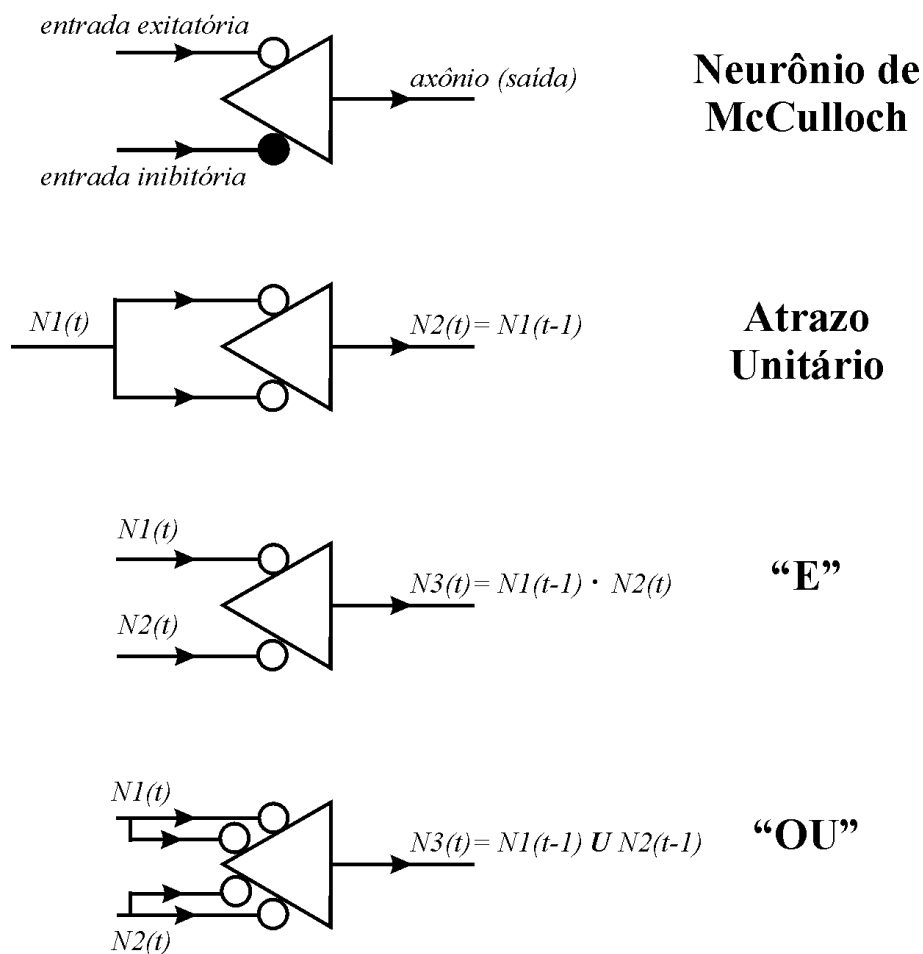 entrada exitatória
axônio (saída)
entrada inibitória
Neurônio de
McCulloch
N1(t)
N2(t)= N1(t-1)
Atrazo
Unitário
N1(t)
N2(t)
N3(t)= N1(t-1) · N2(t)
“E”
N1(t)
N2(t)
N3(t)= N1(t-1) U N2(t-1)
“OU”